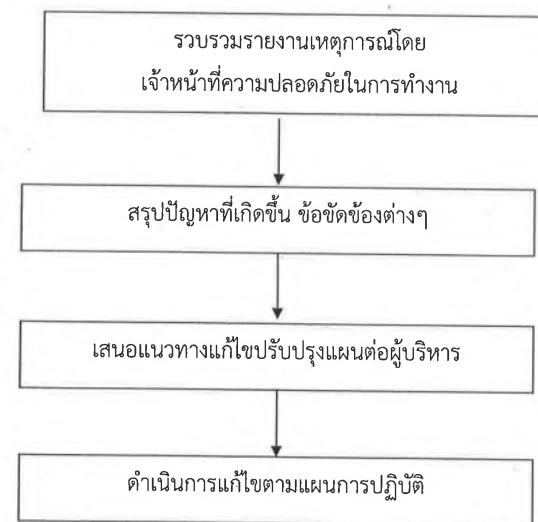 รวบรวมรายงานเหตุการณ์โดย
เจ้าหน้าที่ความปลอดภัยในการทำงาน
สรุปปัญหาที่เกิดขึ้น ข้อขัดข้องต่างๆ
เสนอแนวทางแก้ไขปรับปรุงแผนต่อผู้บริหาร
ดำเนินการแก้ไขตามแผนการปฏิบัติ